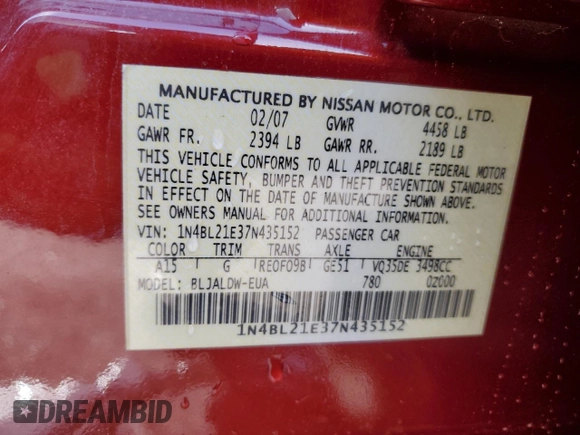 MANUFACTURED BY NISSAN MOTOR CO., LTD.
DATE 02/07 GVWR 4458 LB
GAWR FR. 2394 LB GAWR RR. 2189 LB
THIS VEHICLE CONFORMS TO ALL APPLICABLE FEDERAL MOTOR
VEHICLE SAFETY, BUMPER AND THEFT PREVENTION STANDARDS
IN EFFECT ON THE DATE OF MANUFACTURE SHOWN ABOVE.
SEE OWNERS MANUAL FOR ADDITIONAL INFORMATION.
VIN: 1N4BL21E37N435152 PASSENGER CAR
COLOR TRIM TRANS AXLE ENGINE
A15 G RE0F09B GE51 VQ35DE 3498CC
MODEL: BLJALDW-EUA 780 0Z000
1N4BL21E37N435152
DREAMBID